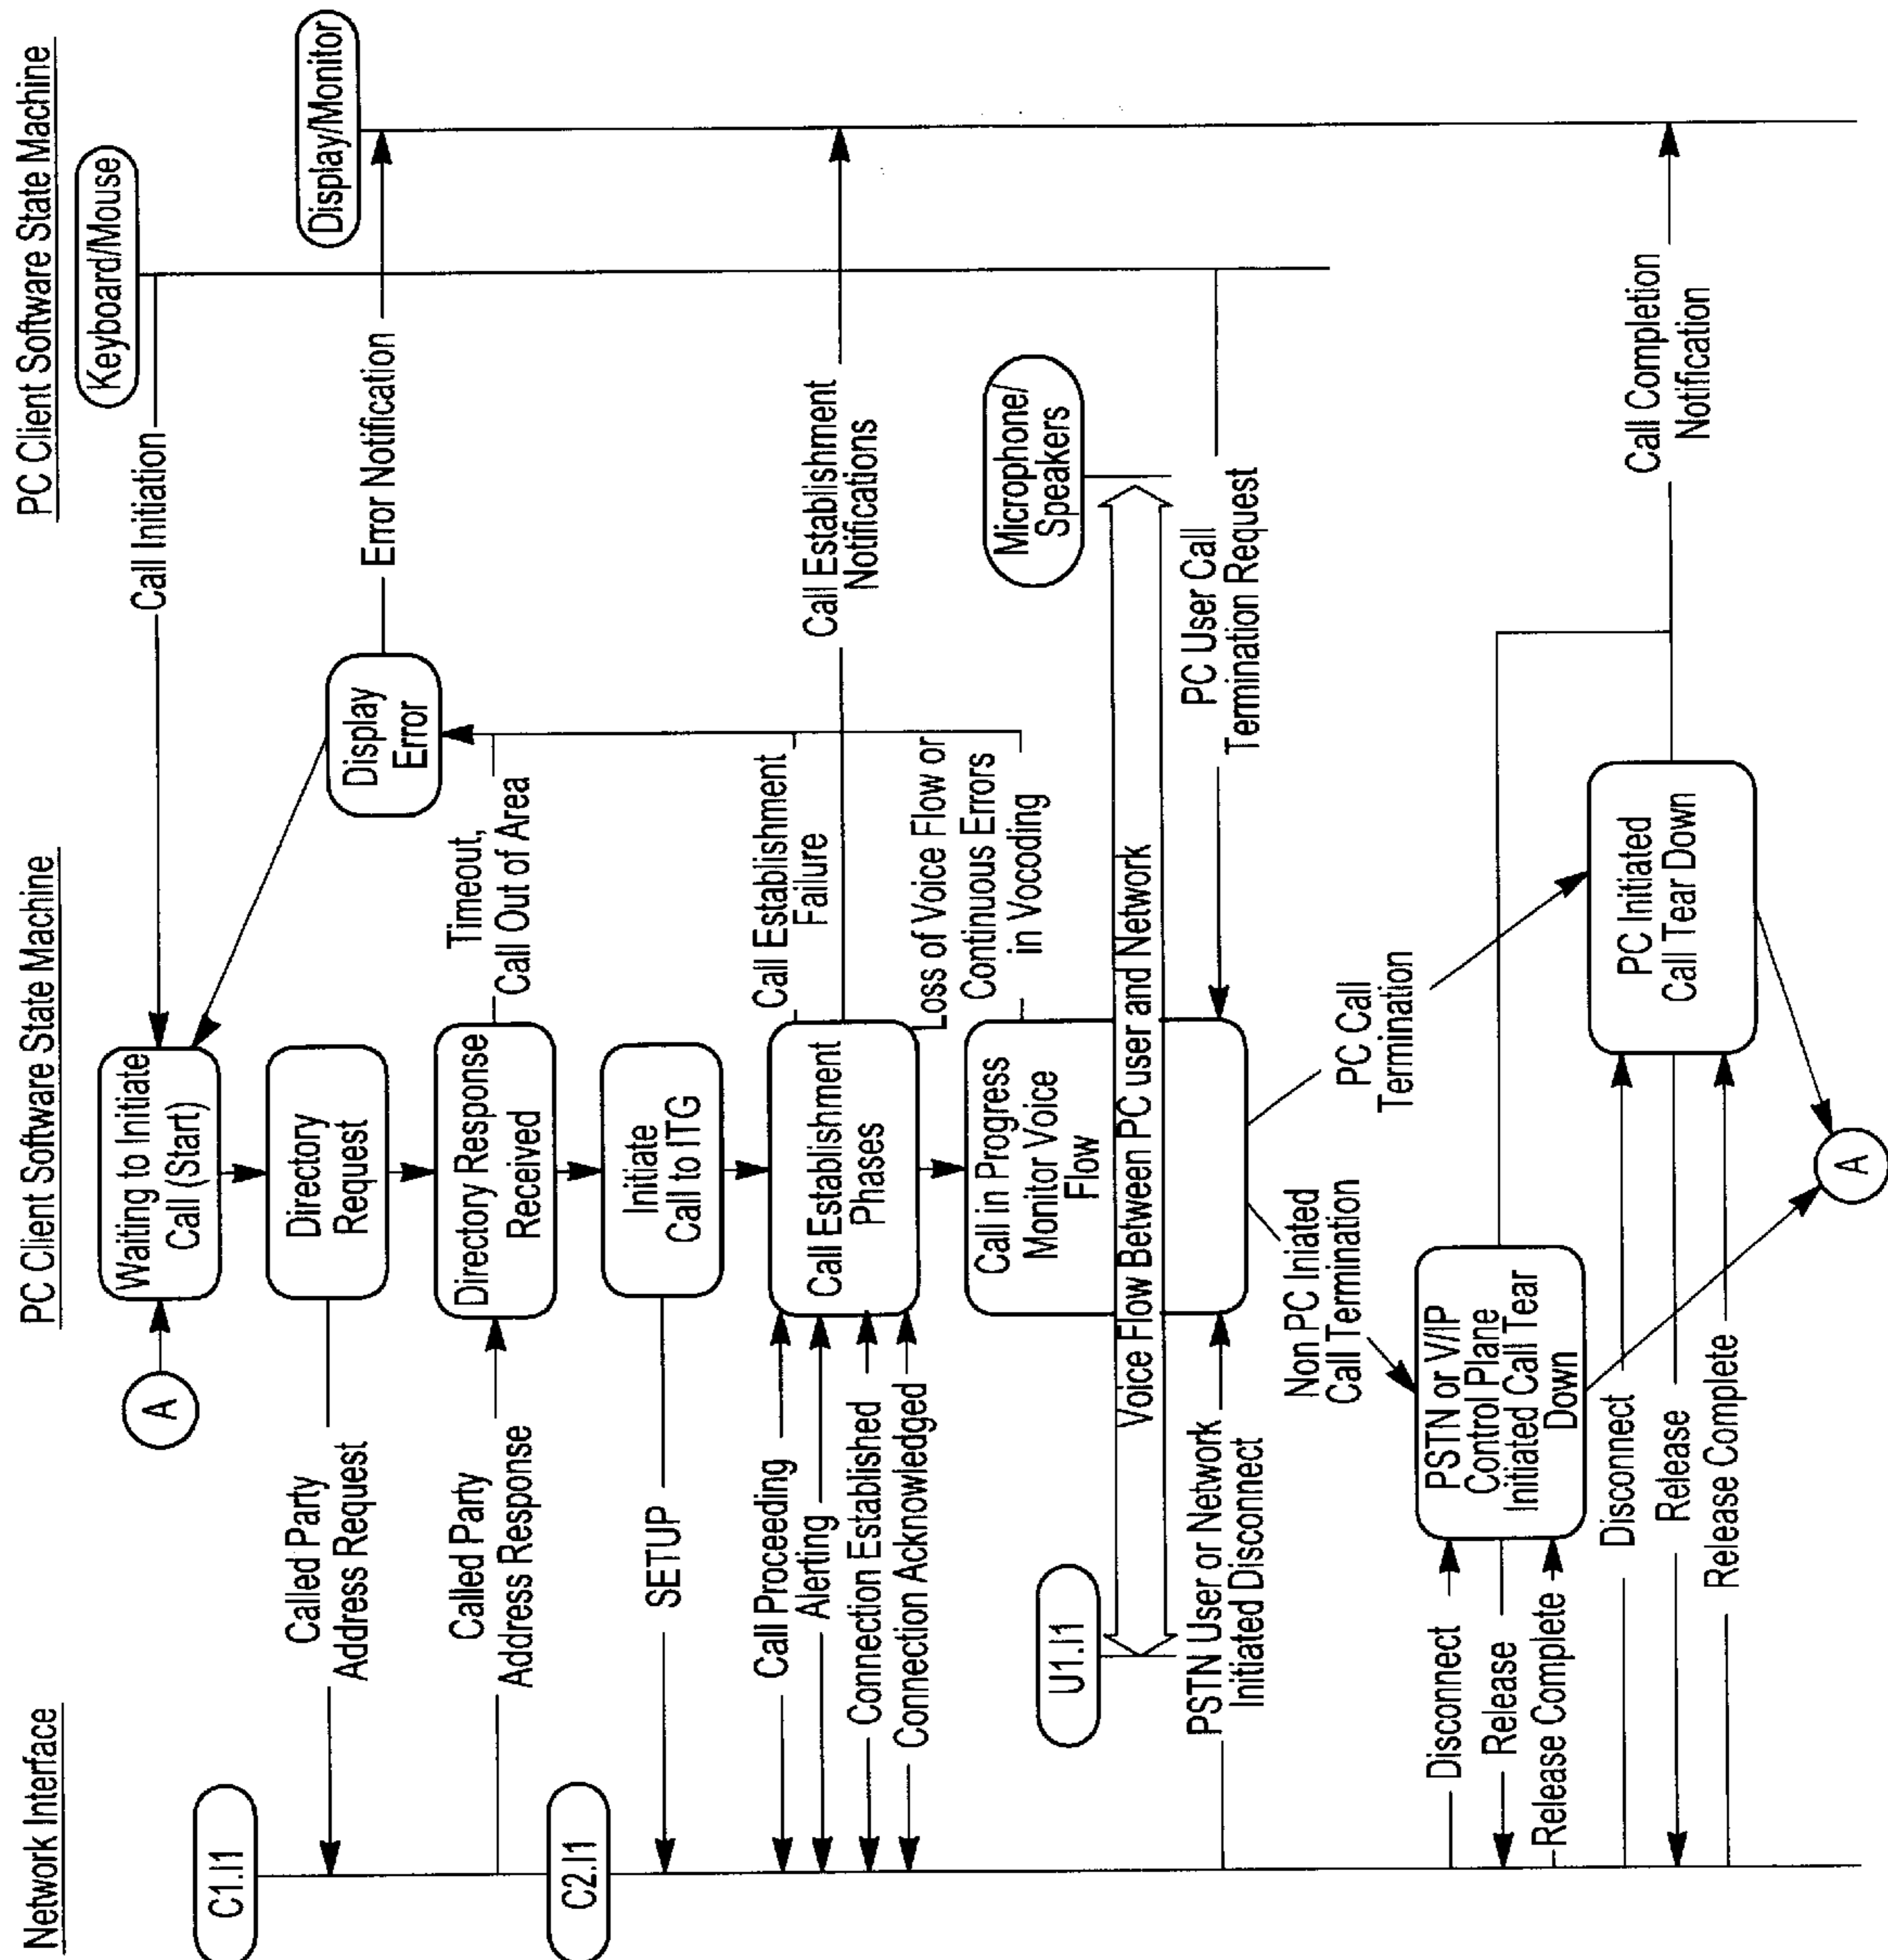 Network Interface
PC Client Software State Machine
PC Client Software State Machine
Keyboard/Mouse
Call Initiation
Waiting to Initiate
Call (Start)
A
C1.I1
Called Party
Address Request
Directory
Request
Display
Error
Error Notification
Display/Monitor
Called Party
Address Response
Directory Response
Received
Timeout,
Call Out of Area
C2.I1
SETUP
Initiate
Call to ITG
Call Proceeding
Alerting
Connection Established
Connection Acknowledged
Call Establishment
Phases
Call Establishment
Failure
Call Establishment
Notifications
Loss of Voice Flow or
Continuous Errors
in Vocoding
Call in Progress
Monitor Voice
Flow
Microphone/
Speakers
U1.I1
Voice Flow Between PC user and Network
PSTN User or Network
Initiated Disconnect
PC User Call
Termination Request
Non PC Iniated
Call Termination
PC Call
Termination
Disconnect
Release
Release Complete
PSTN or V/IP
Control Plane
Initiated Call Tear
Down
Disconnect
Release
Release Complete
PC Initiated
Call Tear Down
Call Completion
Notification
A